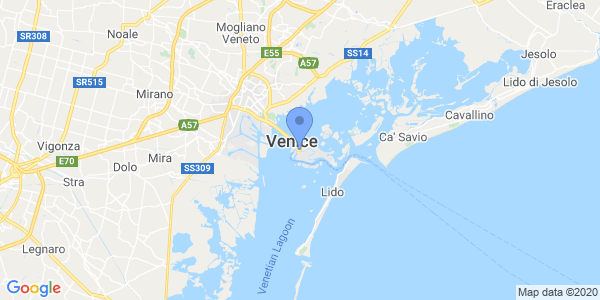 Eraclea
Mogliano
Veneto
Noale
SR308
E55
SS14
Jesolo
A57
SR515
Lido di Jesolo
Mirano
Cavallino
A57
Venice
Ca' Savio
Vigonza
E70
Mira
Dolo
SS309
Stra
Lido
Venetian Lagoon
Legnaro
Google
Map data ©2020